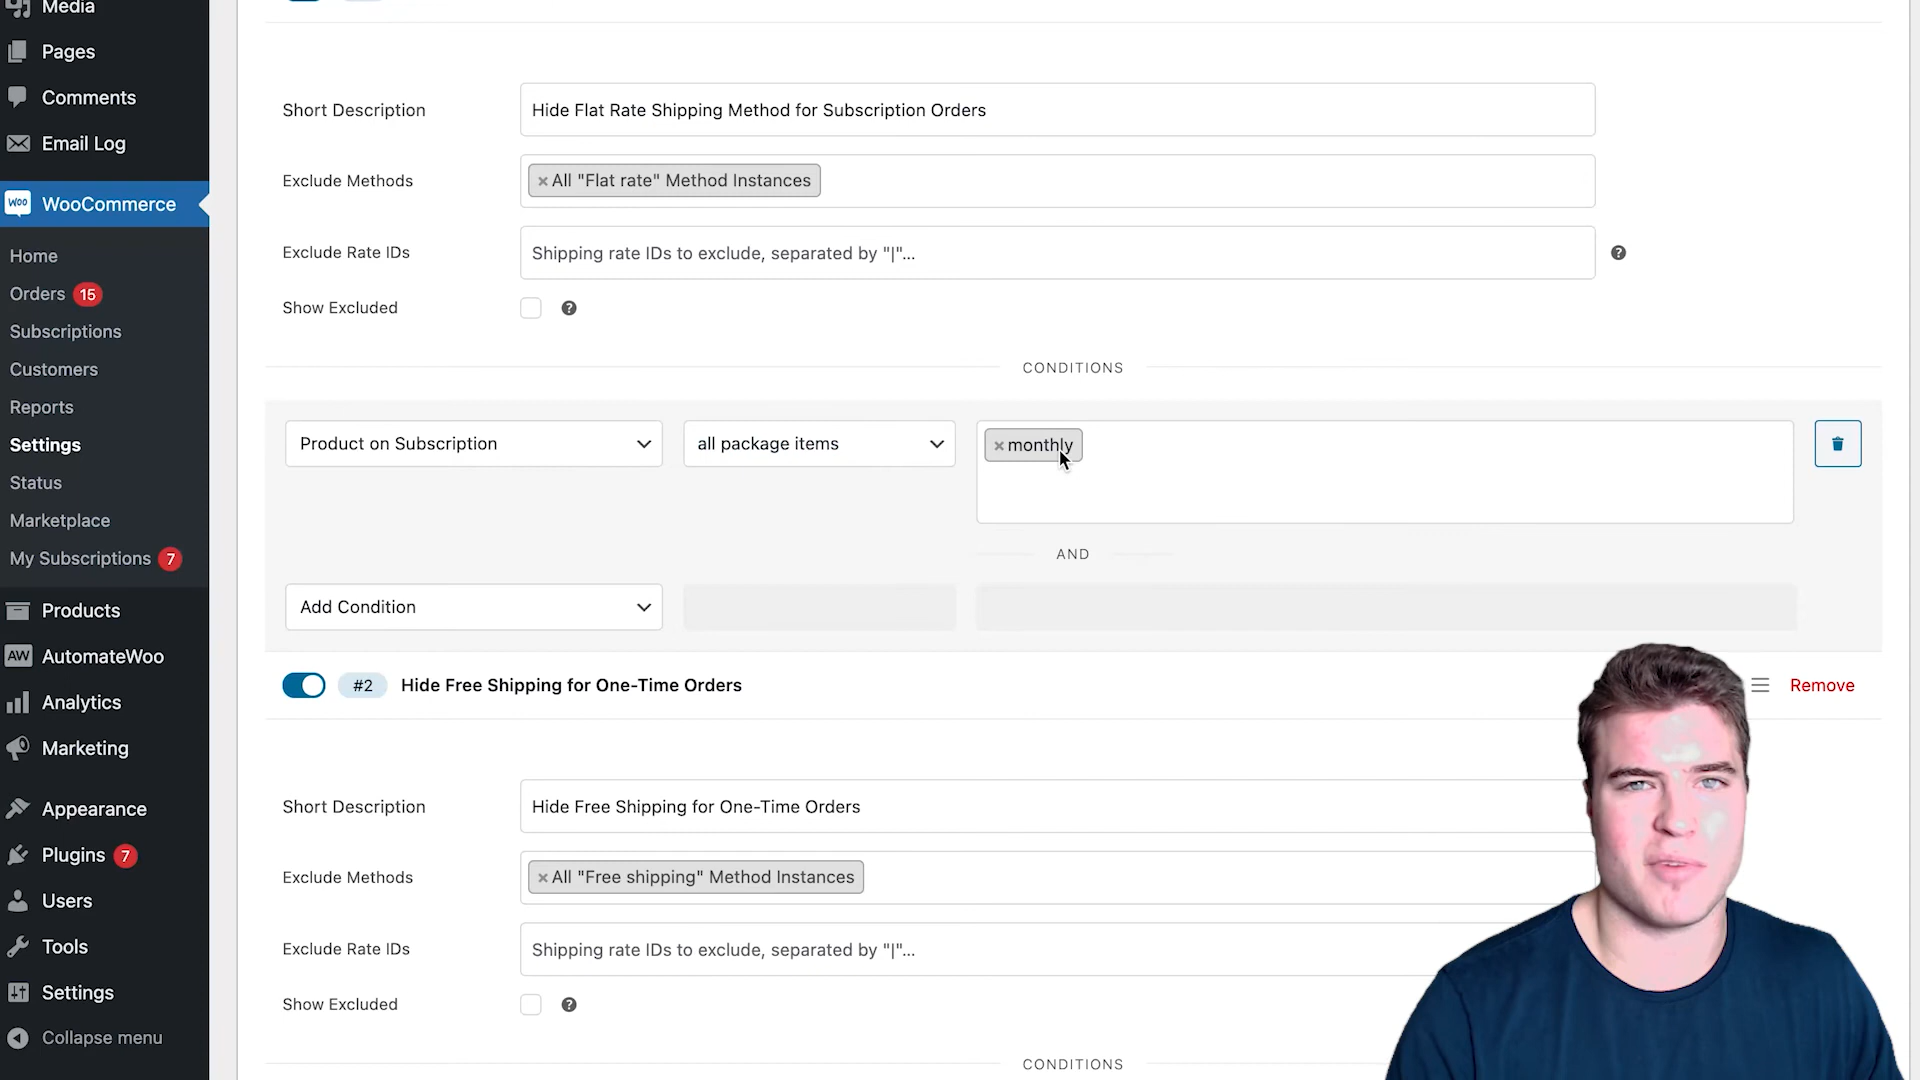 Media
Pages
Comments
Email Log
WOO WooCommerce
Home
Orders 15
Subscriptions
Customers
Reports
Settings
Status
Marketplace
My Subscriptions 7
Products
AW AutomateWoo
Analytics
Marketing
Appearance
Plugins 7
Users
Tools
Settings
Collapse menu
Short Description
Hide Flat Rate Shipping Method for Subscription Orders
Exclude Methods
×All "Flat rate" Method Instances
Exclude Rate IDs
Shipping rate IDs to exclude, separated by "|"...
?
Show Excluded
?
CONDITIONS
Product on Subscription
all package items
×monthly
AND
Add Condition
#2
Hide Free Shipping for One-Time Orders
Remove
Short Description
Hide Free Shipping for One-Time Orders
Exclude Methods
×All "Free shipping" Method Instances
Exclude Rate IDs
Shipping rate IDs to exclude, separated by "|"...
Show Excluded
?
CONDITIONS